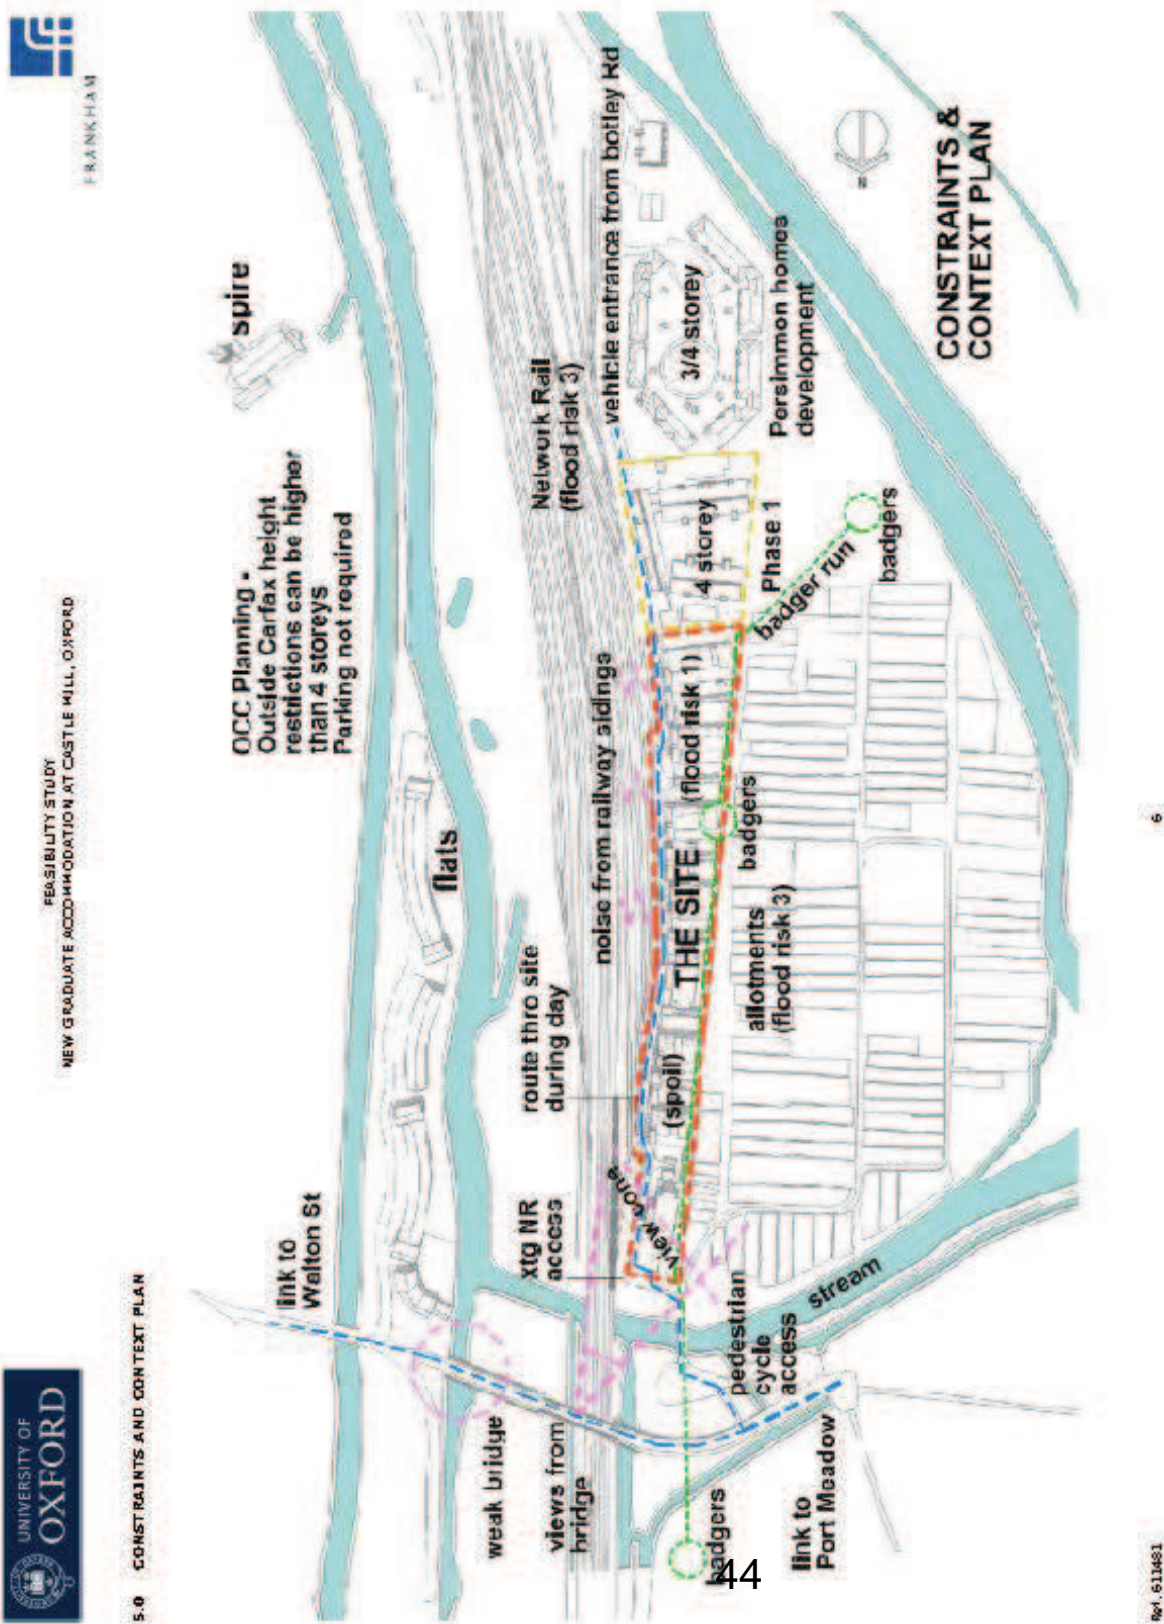 UNIVERSITY OF
OXFORD
FEASIBILITY STUDY
NEW GRADUATE ACCOMMODATION AT CASTLE MILL, OXFORD
FRANKHAM
5.0 CONSTRAINTS AND CONTEXT PLAN
link to
Walton St
OCC Planning -
Outside Carfax height
restrictions can be higher
than 4 storeys
Parking not required
spire
flats
weak bridge
views from
bridge
xtg NR
access
route thro site
during day
noise from railway sidings
Network Rail
(flood risk 3)
vehicle entrance from botley Rd
view cone
(spoil)
THE SITE
(flood risk 1)
4 storey
3/4 storey
Phase 1
Persimmon homes
development
badgers
pedestrian
cycle
access
link to
Port Meadow
stream
allotments
(flood risk 3)
badgers
badger run
badgers
CONSTRAINTS &
CONTEXT PLAN
44
Ref. 611481
6